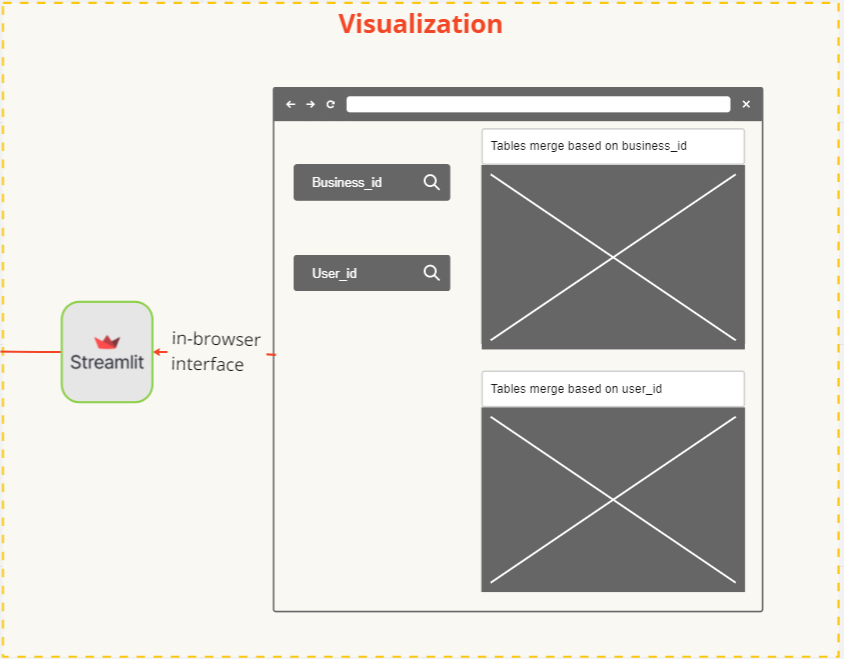 Visualization
Tables merge based on business_id
Business_id
User_id
in-browser
interface
Streamlit
Tables merge based on user_id